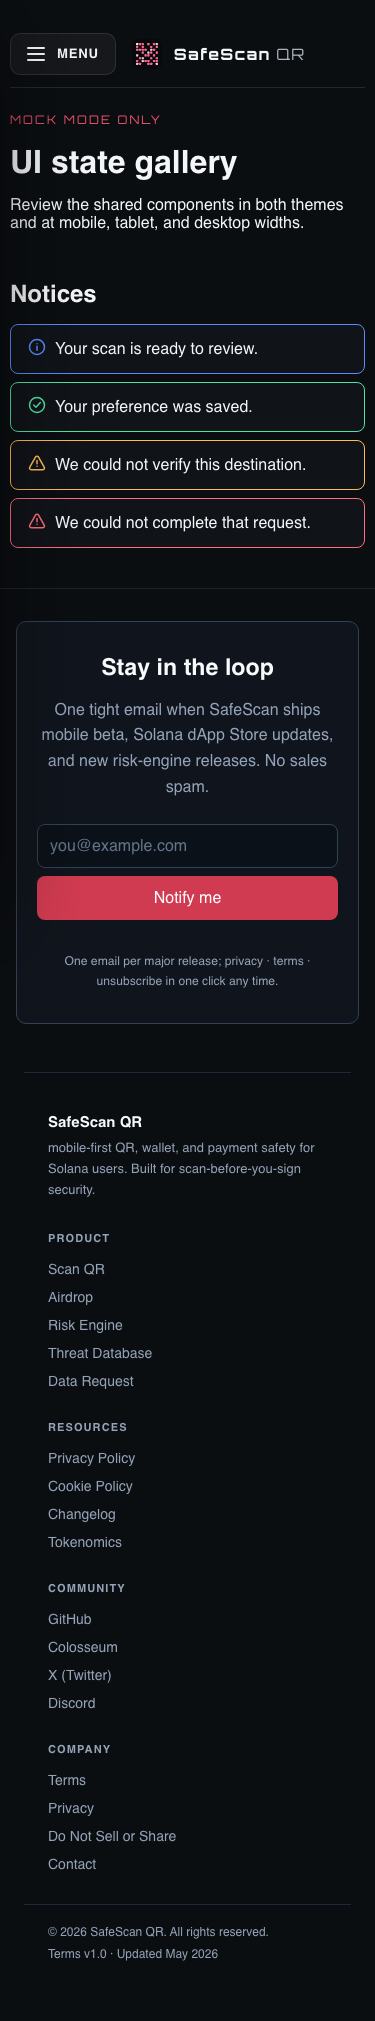 MENU
SafeScan QR
MOCK MODE ONLY
UI state gallery
Review the shared components in both themes
and at mobile, tablet, and desktop widths.
Notices
Your scan is ready to review.
Your preference was saved.
We could not verify this destination.
We could not complete that request.
Stay in the loop
One tight email when SafeScan ships
mobile beta, Solana dApp Store updates,
and new risk-engine releases. No sales
spam.
you@example.com
Notify me
One email per major release; privacy · terms ·
unsubscribe in one click any time.
SafeScan QR
mobile-first QR, wallet, and payment safety for
Solana users. Built for scan-before-you-sign
security.
PRODUCT
Scan QR
Airdrop
Risk Engine
Threat Database
Data Request
RESOURCES
Privacy Policy
Cookie Policy
Changelog
Tokenomics
COMMUNITY
GitHub
Colosseum
X (Twitter)
Discord
COMPANY
Terms
Privacy
Do Not Sell or Share
Contact
© 2026 SafeScan QR. All rights reserved.
Terms v1.0 · Updated May 2026